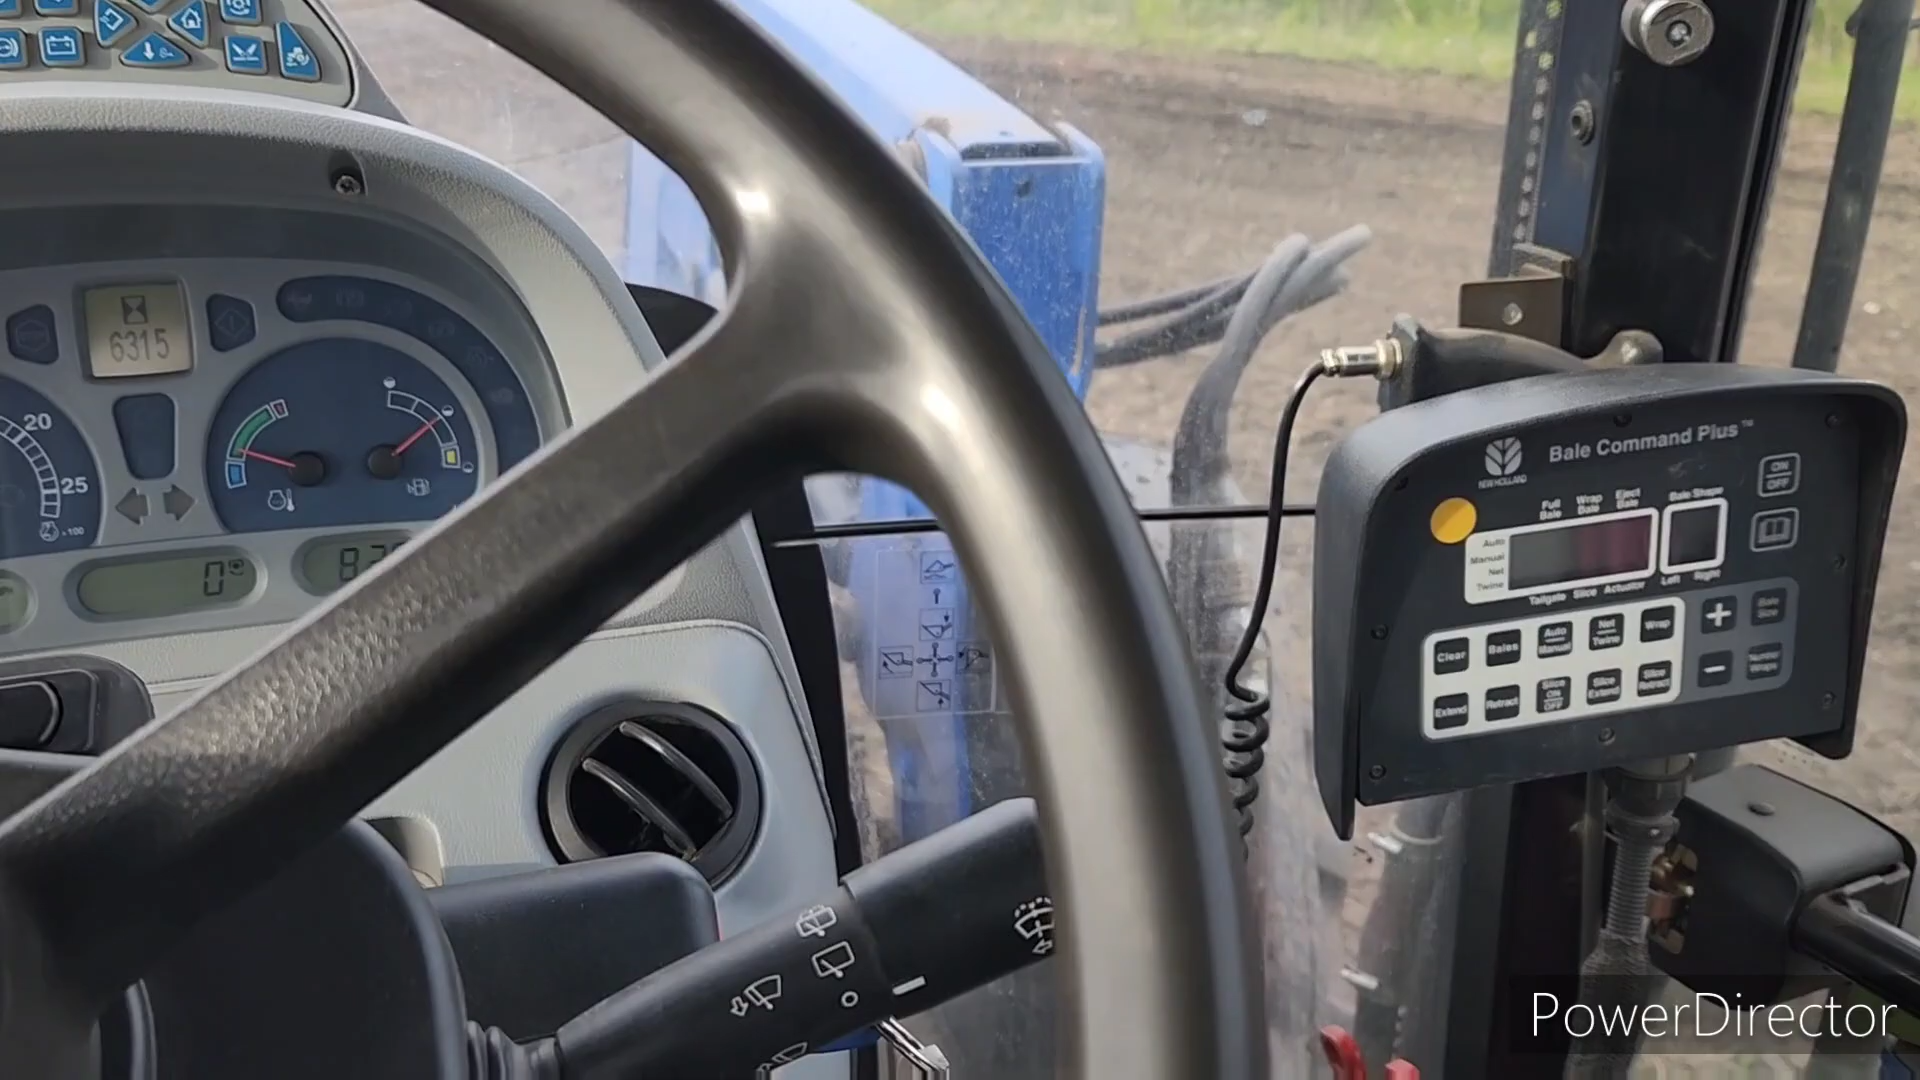 6315
20
25
×100
0
Bale Command Plus™
NEW HOLLAND
ON
OFF
Full Bale
Wrap Bale
Eject Bale
Bale Shape
Auto
Manual
Net
Twine
Tailgate Slice Actuator
Left Right
Clear
Bales
Auto
Manual
Net
Twine
Wrap
+
Bale Size
Extend
Retract
Slice
ON
OFF
Slice Extend
Slice Retract
−
Number Wraps
PowerDirector